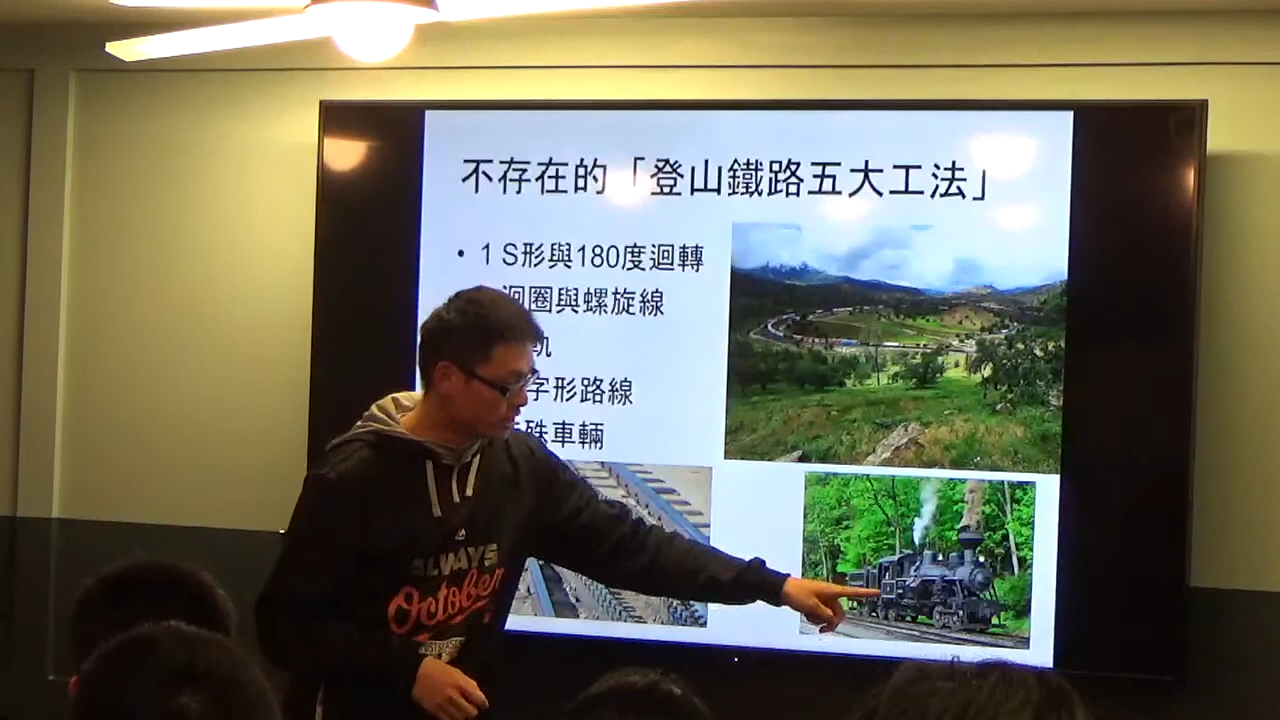 不存在的「登山鐵路五大工法」
• 1 S形與180度迴轉
迴圈與螺旋線
軌
字形路線
殊車輛
ALWAYS
October